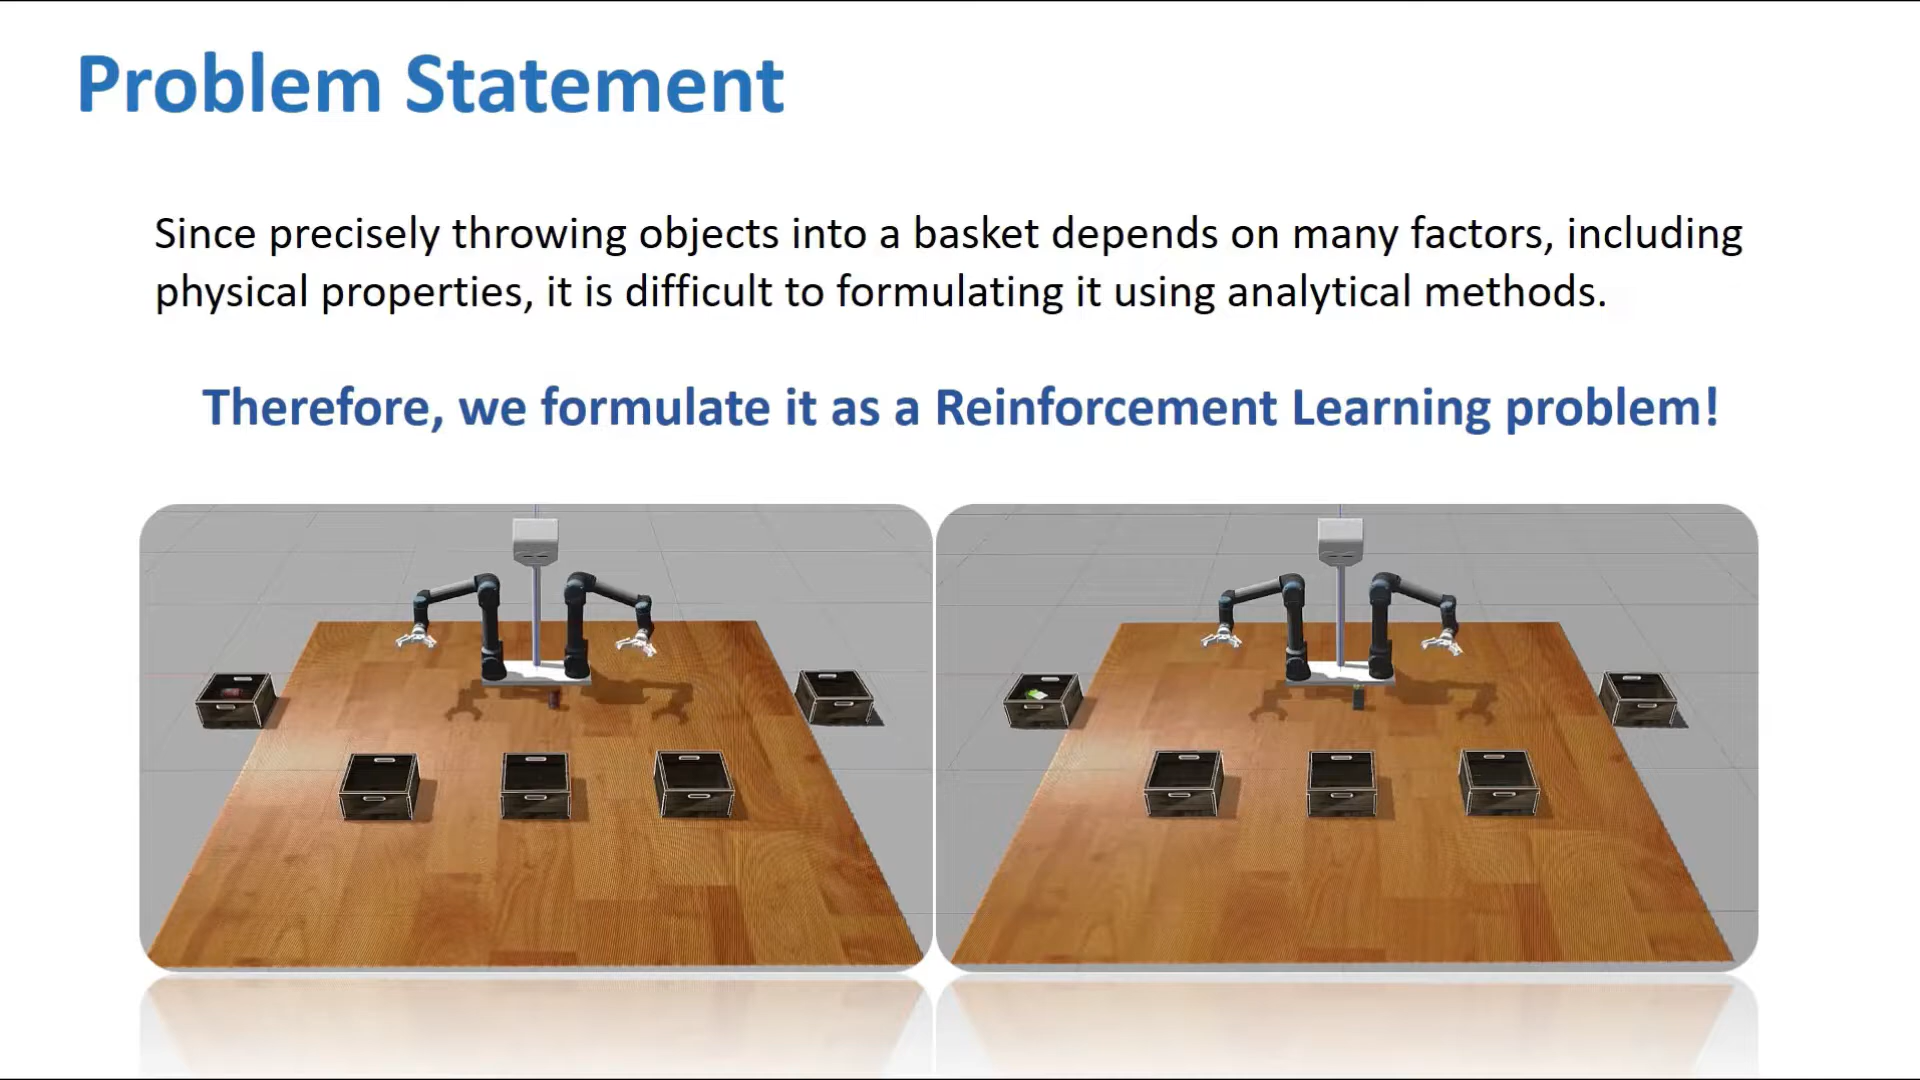 Problem Statement
Since precisely throwing objects into a basket depends on many factors, including
physical properties, it is difficult to formulating it using analytical methods.
Therefore, we formulate it as a Reinforcement Learning problem!